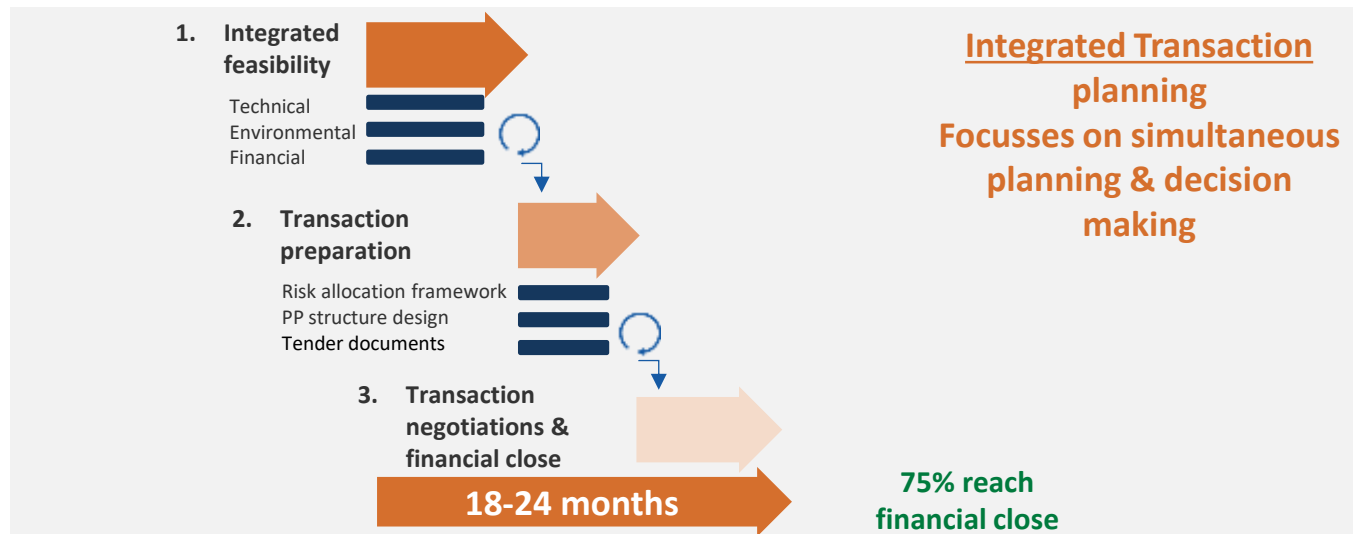 1. Integrated
feasibility
Technical
Environmental
Financial
Integrated Transaction
planning
Focusses on simultaneous
planning & decision
making
2. Transaction
preparation
Risk allocation framework
PP structure design
Tender documents
3. Transaction
negotiations &
financial close
18-24 months
75% reach
financial close